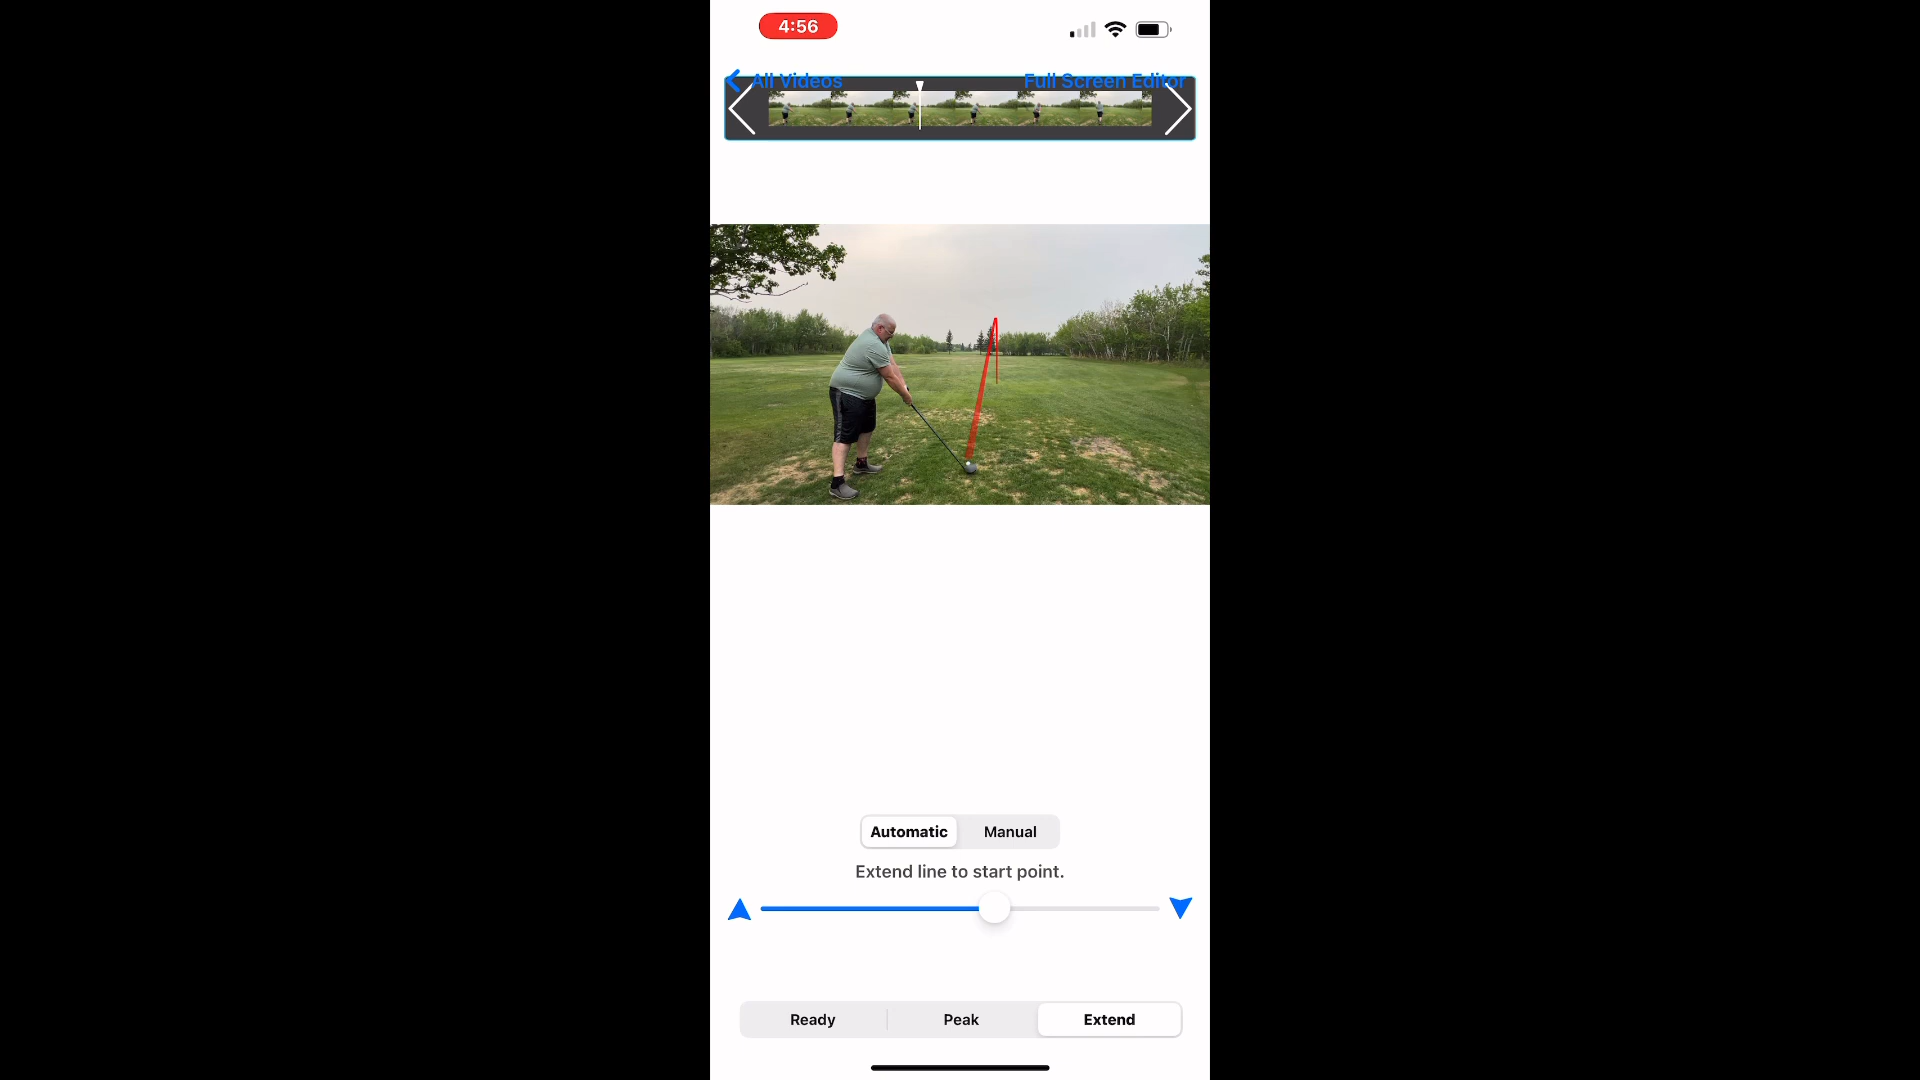 4:56
All Videos
Full Screen Editor
Automatic
Manual
Extend line to start point.
Ready
Peak
Extend